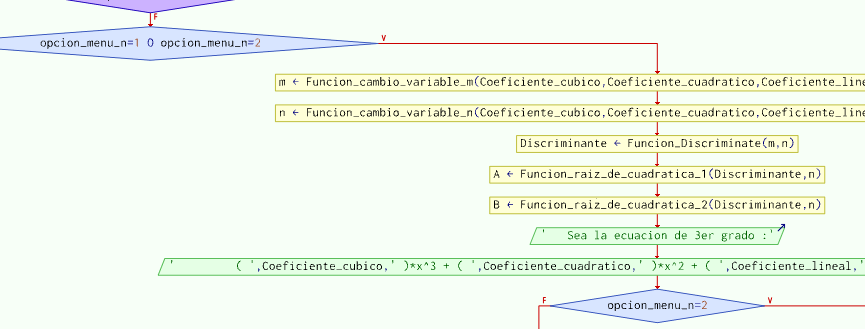 F
opcion_menu_n=1 O opcion_menu_n=2
V
m ← Funcion_cambio_variable_m(Coeficiente_cubico,Coeficiente_cuadratico,Coeficiente_line
n ← Funcion_cambio_variable_n(Coeficiente_cubico,Coeficiente_cuadratico,Coeficiente_line
Discriminante ← Funcion_Discriminate(m,n)
A ← Funcion_raiz_de_cuadratica_1(Discriminante,n)
B ← Funcion_raiz_de_cuadratica_2(Discriminante,n)
'   Sea la ecuacion de 3er grado :'
'         ( ',Coeficiente_cubico,' )*x^3 + ( ',Coeficiente_cuadratico,' )*x^2 + ( ',Coeficiente_lineal,'
F
opcion_menu_n=2
V